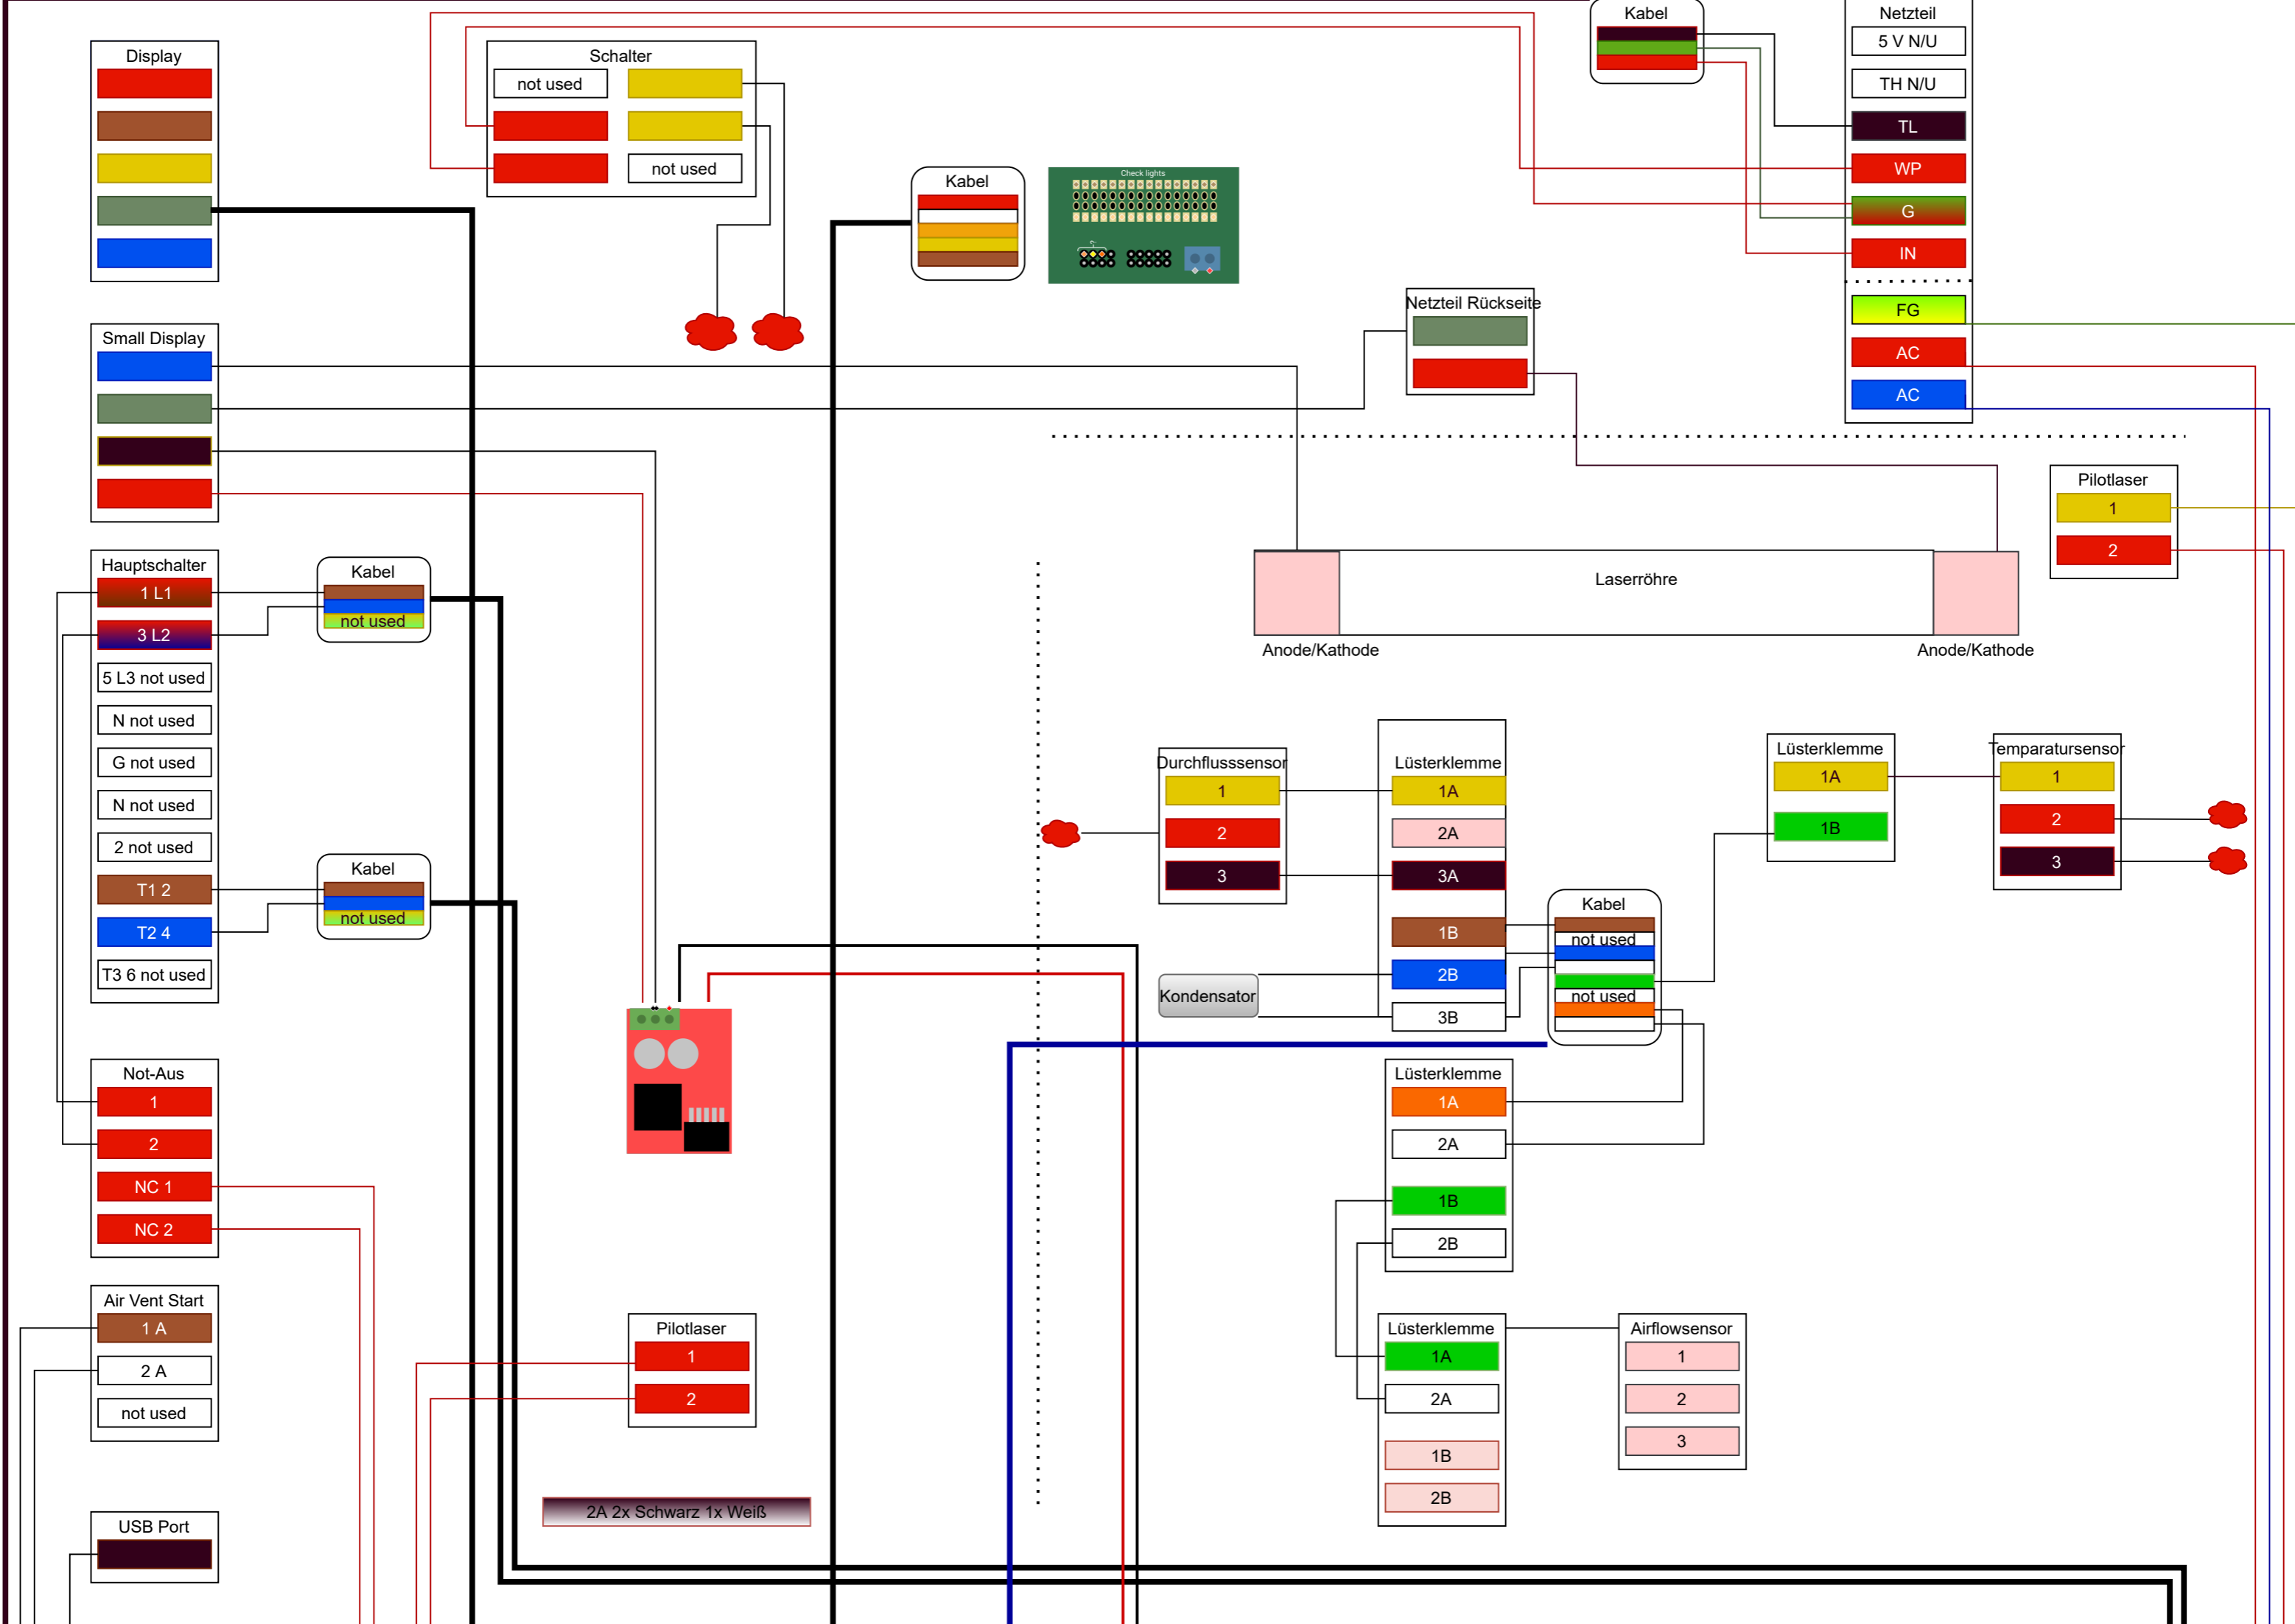 Display
Schalter
not used
not used
Kabel
Netzteil
5 V N/U
TH N/U
TL
WP
G
IN
FG
AC
AC
Kabel
Check lights
Netzteil Rückseite
Small Display
Pilotlaser
1
2
Laserröhre
Anode/Kathode
Anode/Kathode
Hauptschalter
1 L1
3 L2
5 L3 not used
N not used
G not used
N not used
2 not used
T1 2
T2 4
T3 6 not used
Kabel
not used
Kabel
not used
Durchflusssensor
1
2
3
Lüsterklemme
1A
2A
3A
1B
2B
3B
Kondensator
Kabel
not used
not used
Lüsterklemme
1A
1B
Temparatursensor
1
2
3
Lüsterklemme
1A
2A
1B
2B
Not-Aus
1
2
NC 1
NC 2
Air Vent Start
1 A
2 A
not used
Pilotlaser
1
2
Lüsterklemme
1A
2A
1B
2B
Airflowsensor
1
2
3
2A 2x Schwarz 1x Weiß
USB Port